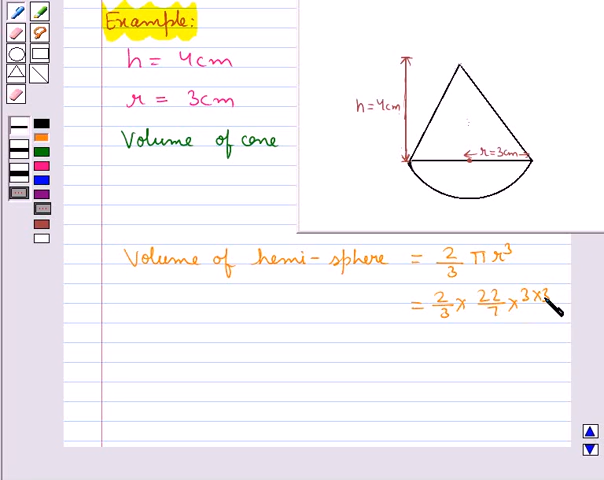 Example:
h = 4cm
r = 3cm
Volume of cone
h=4cm
r=3cm
Volume of hemi-sphere = 2/3 πr³
= 2/3 × 22/7 × 3×3